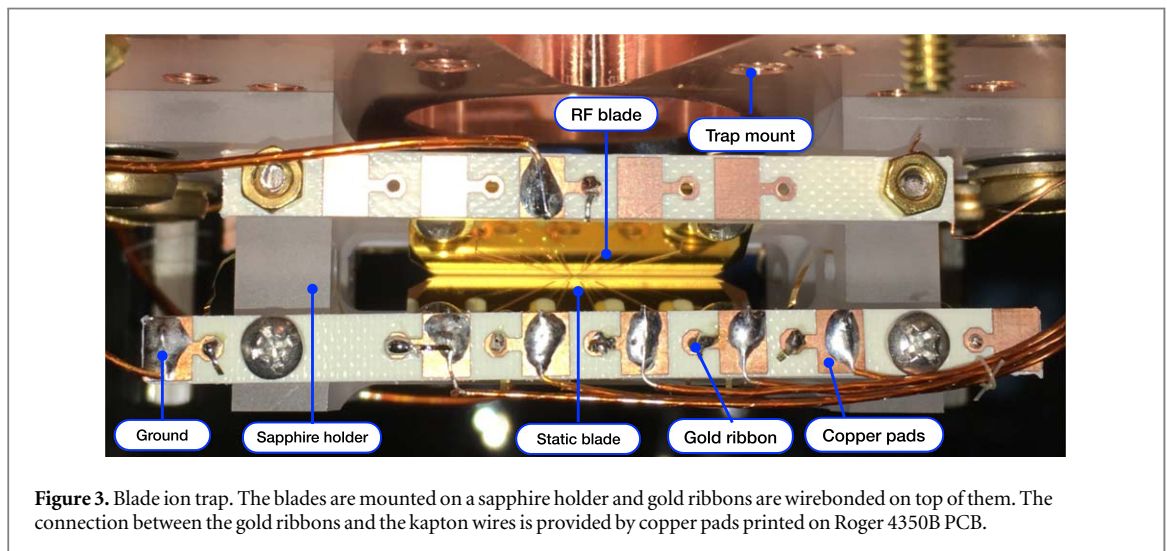 RF blade
Trap mount
Ground
Sapphire holder
Static blade
Gold ribbon
Copper pads
Figure 3. Blade ion trap. The blades are mounted on a sapphire holder and gold ribbons are wirebonded on top of them. The
connection between the gold ribbons and the kapton wires is provided by copper pads printed on Roger 4350B PCB.